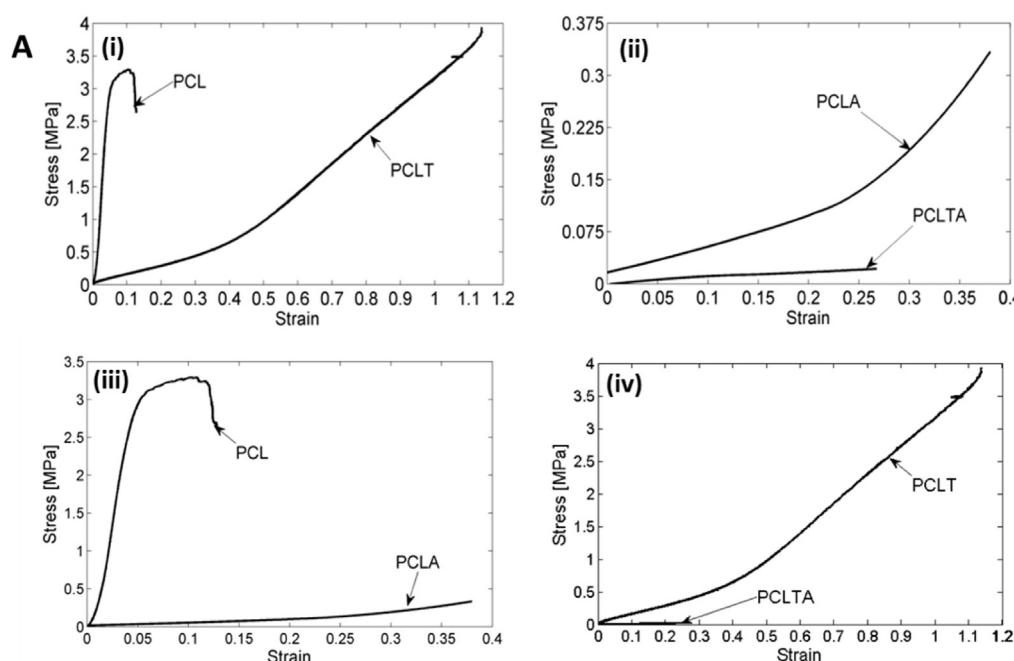 A
(i)
Stress [MPa]
4
3.5
3
2.5
2
1.5
1
0.5
0
PCL
PCLT
0 0.1 0.2 0.3 0.4 0.5 0.6 0.7 0.8 0.9 1 1.1 1.2
Strain
(ii)
Stress [MPa]
0.375
0.3
0.225
0.15
0.075
0
PCLA
PCLTA
0 0.05 0.1 0.15 0.2 0.25 0.3 0.35
Strain
(iii)
Stress [MPa]
3.5
3
2.5
2
1.5
1
0.5
0
PCL
PCLA
0 0.05 0.1 0.15 0.2 0.25 0.3 0.35 0.4
Strain
(iv)
Stress [MPa]
4
3.5
3
2.5
2
1.5
1
0.5
0
PCLT
PCLTA
0 0.1 0.2 0.3 0.4 0.5 0.6 0.7 0.8 0.9 1 1.1 1.2
Strain